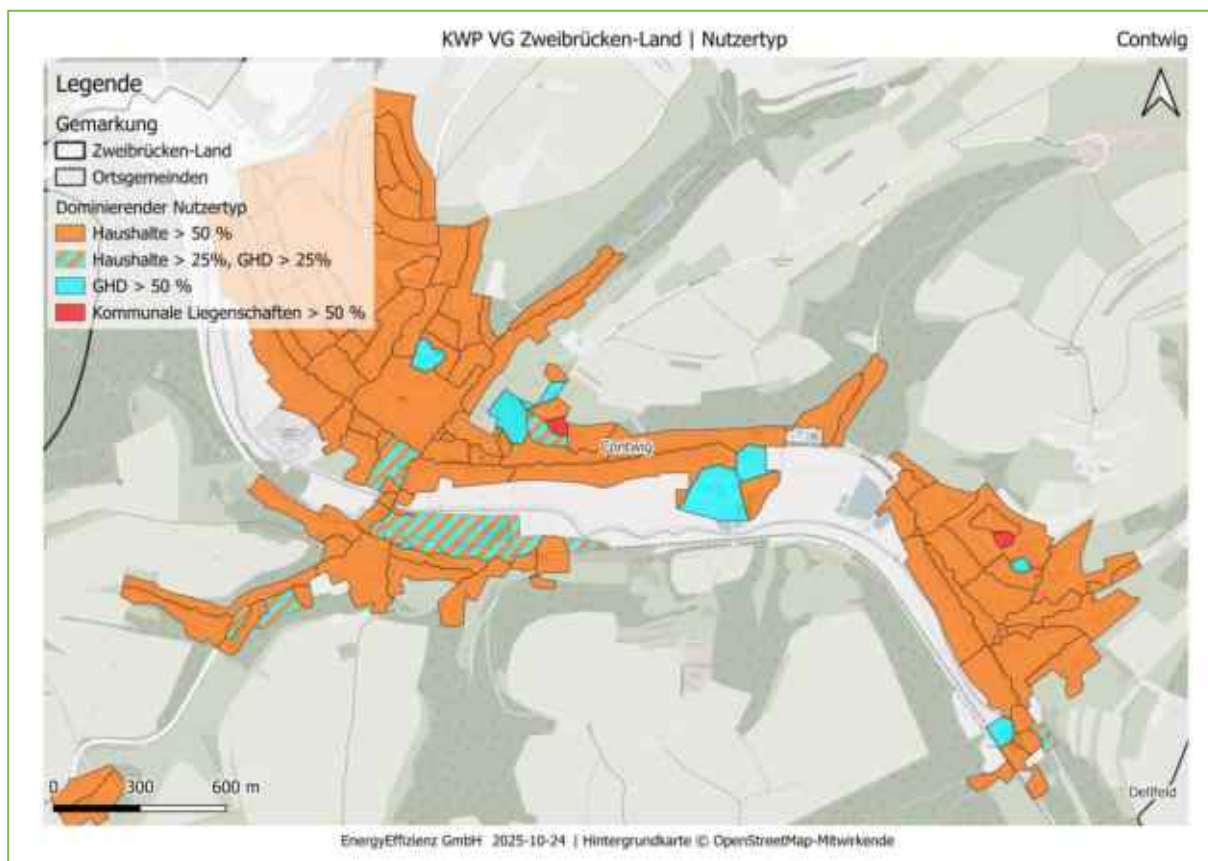 KWP VG Zweibrücken-Land | Nutzertyp
Contwig
Legende
Gemarkung
Zweibrücken-Land
Ortsgemeinden
Dominierender Nutzertyp
Haushalte > 50 %
Haushalte > 25%, GHD > 25%
GHD > 50 %
Kommunale Liegenschaften > 50 %
Contwig
Dellfeld
0 300 600 m
EnergyEffizienz GmbH 2025-10-24 | Hintergrundkarte © OpenStreetMap-Mitwirkende